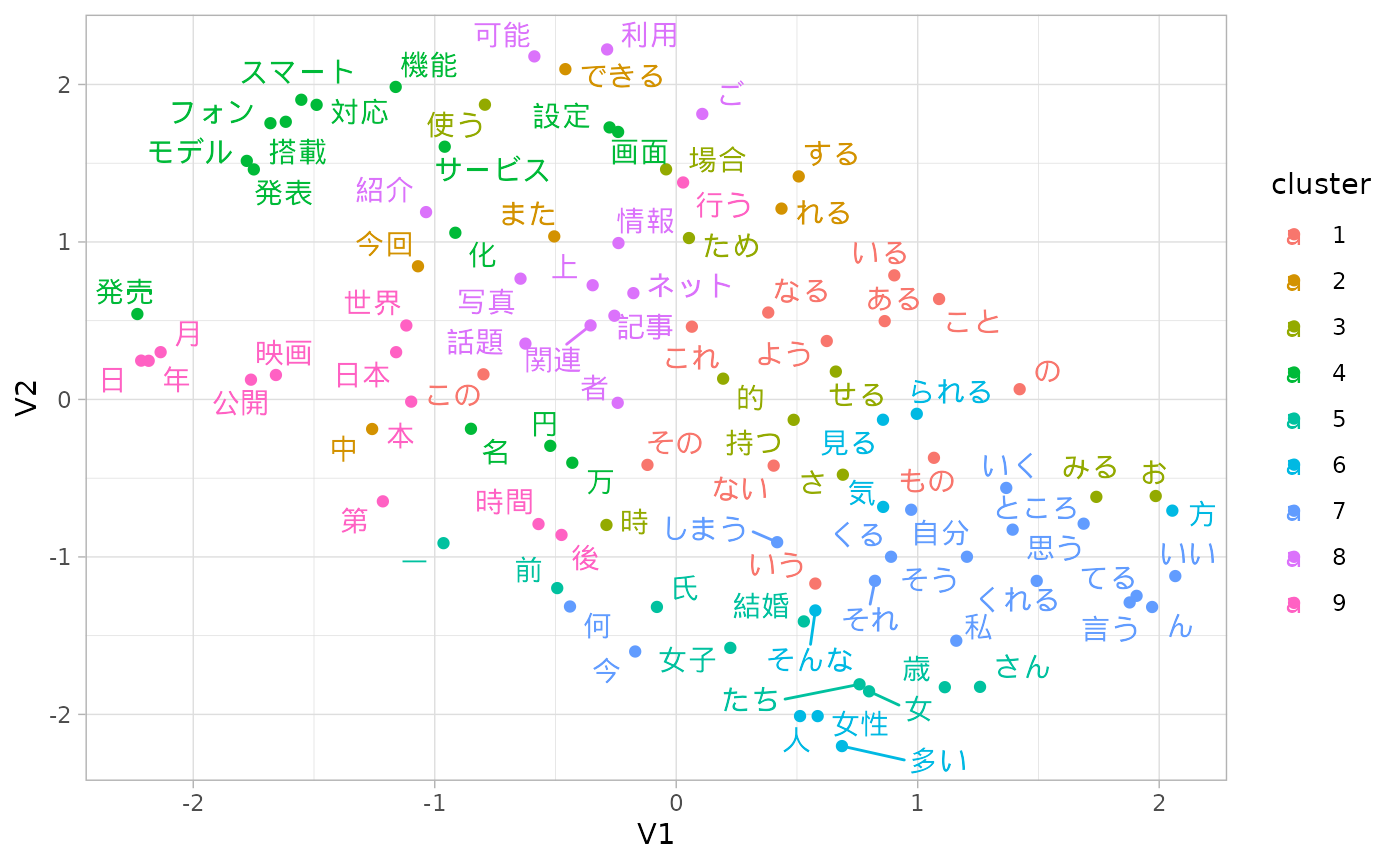 可能
利用
できる
機能
スマート
フォン
対応
使う
設定
ご
モデル
搭載
サービス
画面
場合
する
発表
紹介
行う
れる
また
情報
今回
化
ため
いる
上
発売
写真
ネット
なる
ある
こと
世界
月
話題
関連
記事
これ
よう
映画
日
年
日本
この
者
的
せる
られる
の
公開
本
円
中
名
その
持つ
見る
万
ない
さ
気
もの
いく
みる
お
第
時間
時
しまう
くる
自分
ところ
方
一
後
いう
そう
思う
いい
前
氏
結婚
それ
くれる
てる
何
私
言う
ん
今
女子
そんな
歳
さん
たち
女
人
女性
多い
2
1
0
-1
-2
V2
-2
-1
0
1
2
V1
cluster
a 1
a 2
a 3
a 4
a 5
a 6
a 7
a 8
a 9